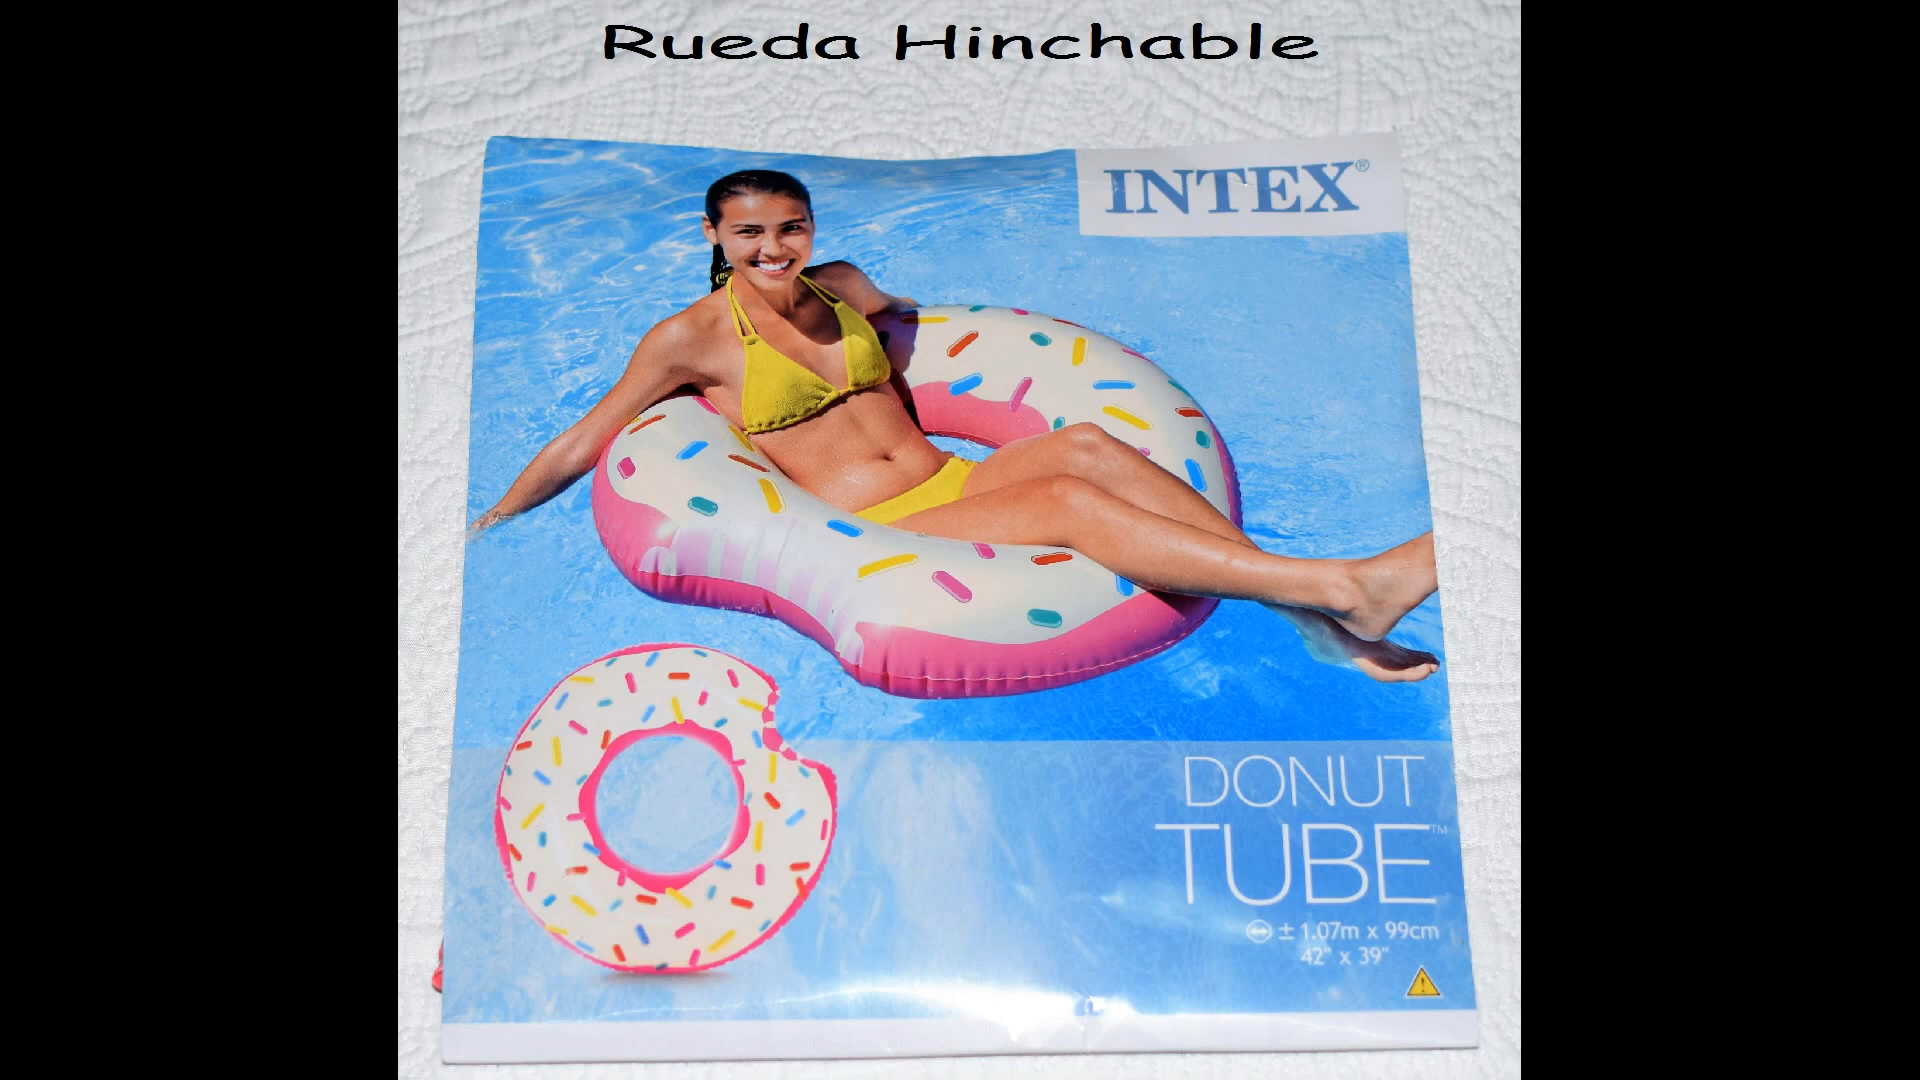 Rueda Hinchable
INTEX®
DONUT
TUBE™
± 1.07m x 99cm
42" x 39"